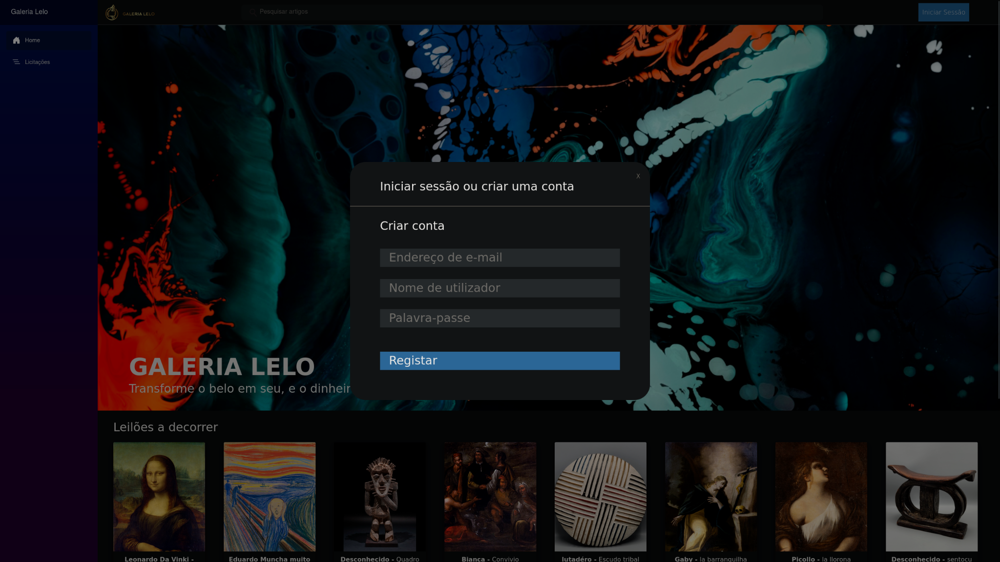 Galeria Lelo
GALERIA LELO
Pesquisar artigos
Iniciar Sessão
Home
Licitações
X
Iniciar sessão ou criar uma conta
Criar conta
Endereço de e-mail
Nome de utilizador
Palavra-passe
Registar
GALERIA LELO
Transforme o belo em seu, e o dinheir
Leilões a decorrer
Leonardo Da Vinki -
Eduardo Muncha muito
Desconhecido - Quadro
Bianca - Convivio
Iutadéro - Escudo tribal
Gaby - la barranquilha
Picollo - la llorona
Desconhecido - sentocu